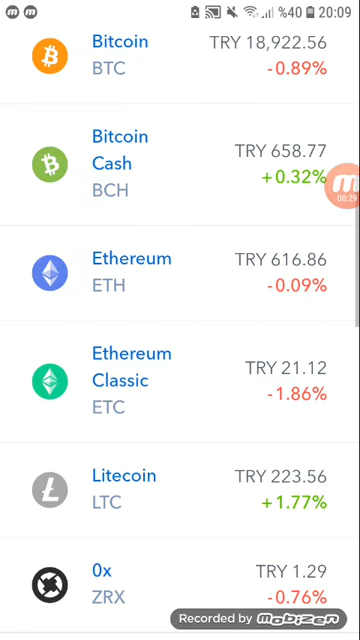 %40 20:09
Bitcoin TRY 18,922.56
BTC -0.89%
Bitcoin Cash TRY 658.77
BCH +0.32%
08:29
Ethereum TRY 616.86
ETH -0.09%
Ethereum Classic TRY 21.12
ETC -1.86%
Litecoin TRY 223.56
LTC +1.77%
0x TRY 1.29
ZRX -0.76%
Recorded by mobizen